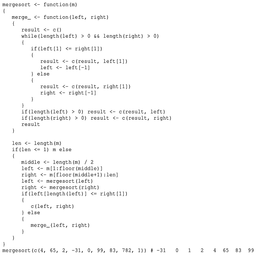 mergesort <- function(m)
{
   merge_ <- function(left, right)
   {
      result <- c()
      while(length(left) > 0 && length(right) > 0)
      {
         if(left[1] <= right[1])
         {
            result <- c(result, left[1])
            left <- left[-1]
         } else
         {
            result <- c(result, right[1])
            right <- right[-1]
         }
      }
      if(length(left) > 0) result <- c(result, left)
      if(length(right) > 0) result <- c(result, right)
      result
   }
   len <- length(m)
   if(len <= 1) m else
   {
      middle <- length(m) / 2
      left <- m[1:floor(middle)]
      right <- m[floor(middle+1):len]
      left <- mergesort(left)
      right <- mergesort(right)
      if(left[length(left)] <= right[1])
      {
         c(left, right)
      } else
      {
         merge_(left, right)
      }
   }
}
mergesort(c(4, 65, 2, -31, 0, 99, 83, 782, 1)) # -31   0   1   2   4  65  83  99